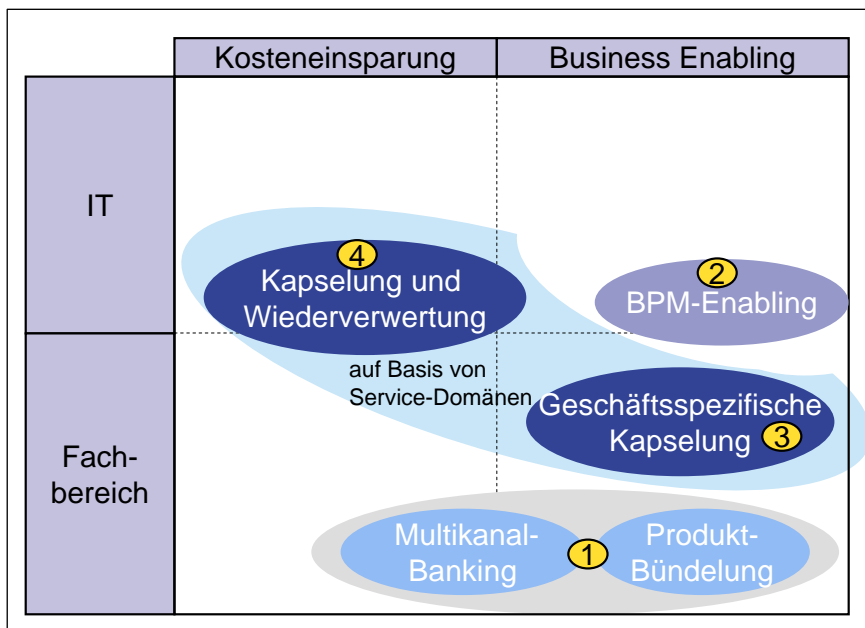 Kosteneinsparung
Business Enabling
IT
4
Kapselung und
Wiederverwertung
2
BPM-Enabling
auf Basis von
Service-Domänen
Geschäftsspezifische
Kapselung 3
Fach-
bereich
Multikanal-
Banking
1
Produkt-
Bündelung